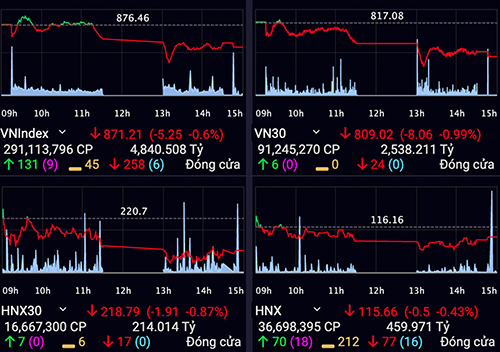 876.46
09h 10h 11h 12h 13h 14h 15h
VNIndex 871.21 (-5.25 -0.6%)
291,113,796 CP 4,840.508 Tỷ
131 (9) 45 258 (6) Đóng cửa
817.08
09h 10h 11h 12h 13h 14h 15h
VN30 809.02 (-8.06 -0.99%)
91,245,270 CP 2,538.211 Tỷ
6 (0) 0 24 (0) Đóng cửa
220.7
09h 10h 11h 12h 13h 14h 15h
HNX30 218.79 (-1.91 -0.87%)
16,667,300 CP 214.014 Tỷ
7 (0) 6 17 (0) Đóng cửa
116.16
09h 10h 11h 12h 13h 14h 15h
HNX 115.66 (-0.5 -0.43%)
36,698,395 CP 459.971 Tỷ
70 (18) 212 77 (16) Đóng cửa